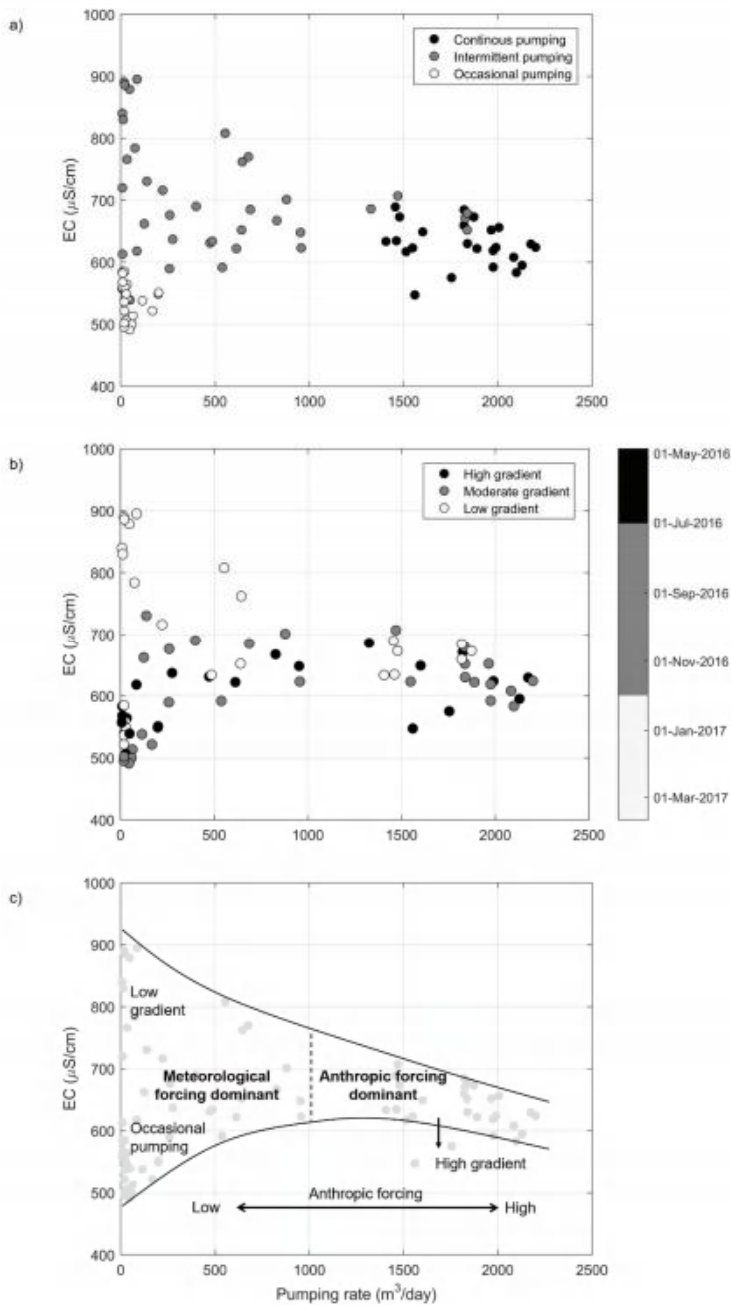 a)
1000
900
800
700
600
500
400
EC (µS/cm)
Continous pumping
Intermittent pumping
Occasional pumping
0
500
1000
1500
2000
2500
b)
1000
900
800
700
600
500
400
EC (µS/cm)
High gradient
Moderate gradient
Low gradient
0
500
1000
1500
2000
2500
01-May-2016
01-Jul-2016
01-Sep-2016
01-Nov-2016
01-Jan-2017
01-Mar-2017
c)
1000
900
800
700
600
500
400
EC (µS/cm)
Low
gradient
Meteorological
forcing dominant
Anthropic forcing
dominant
Occasional
pumping
High gradient
Anthropic forcing
Low
High
0
500
1000
1500
2000
2500
Pumping rate (m³/day)